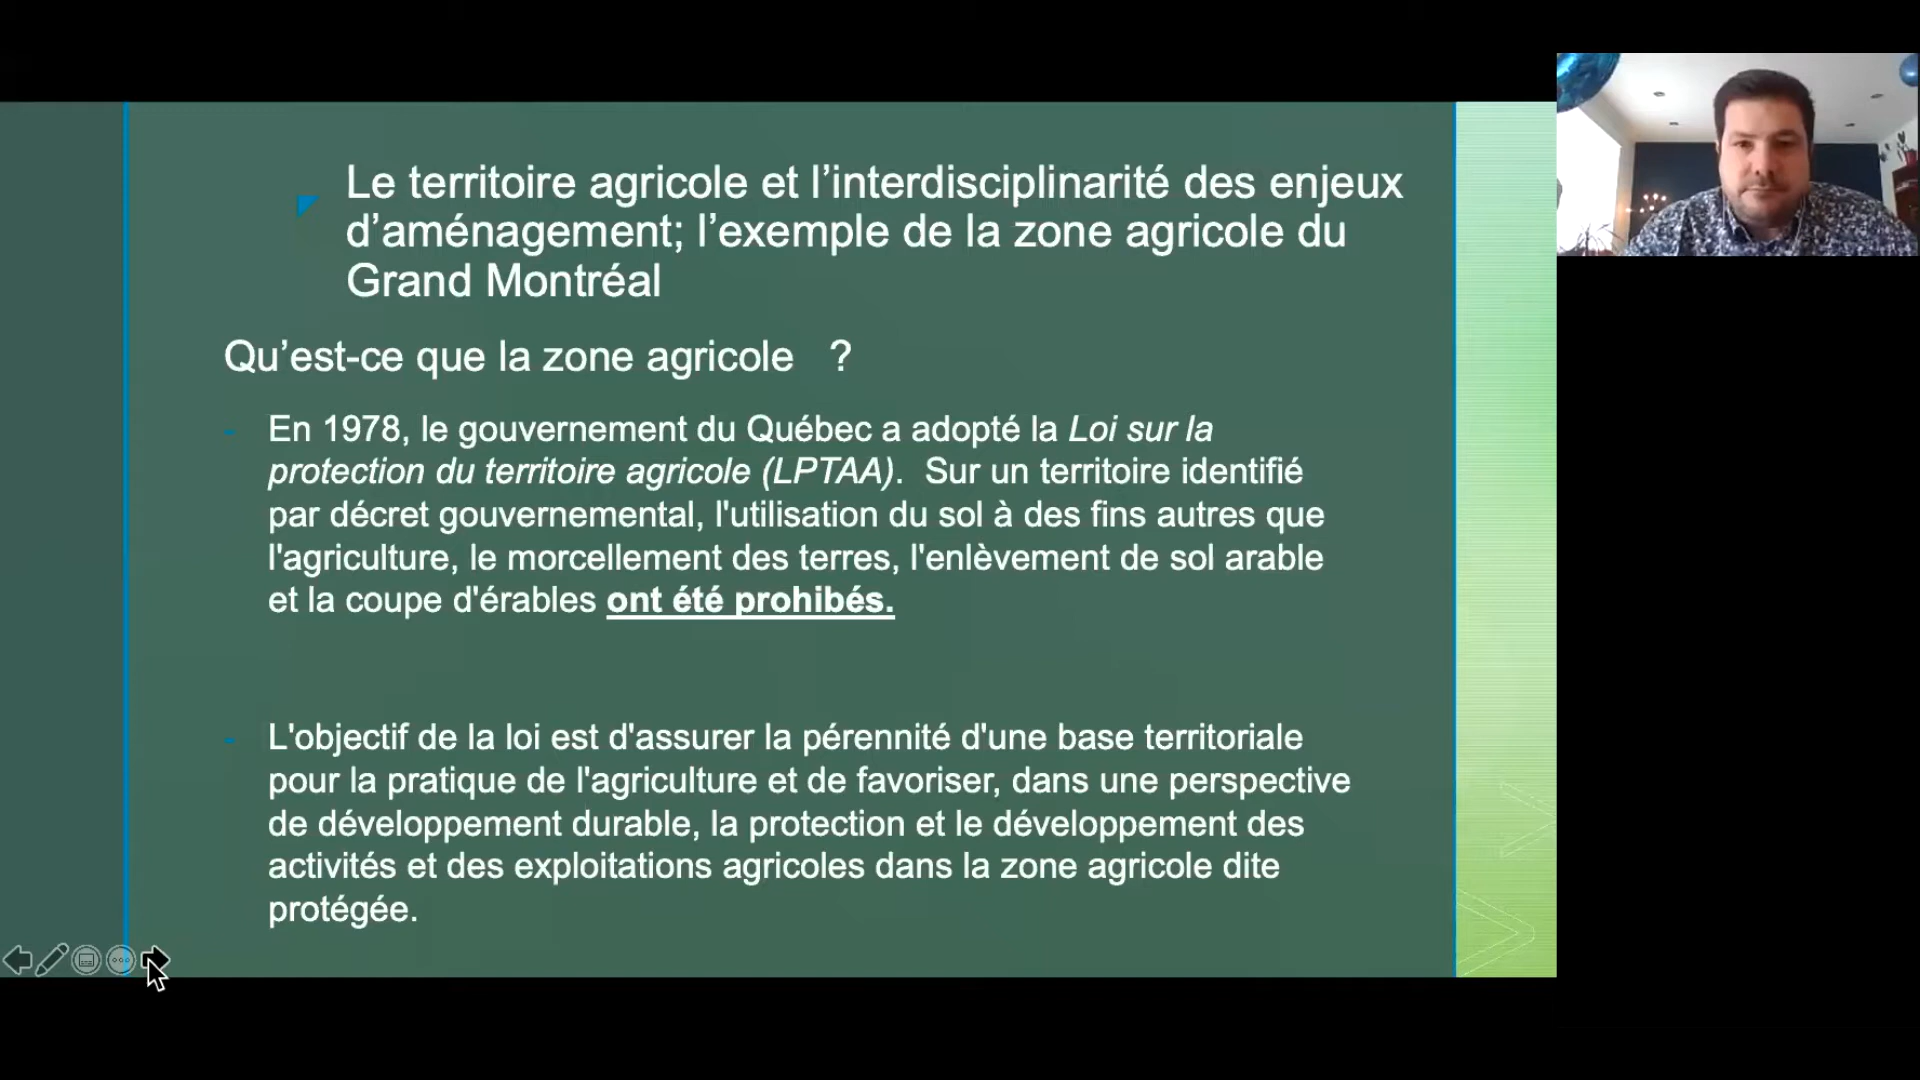 Le territoire agricole et l’interdisciplinarité des enjeux
d’aménagement; l’exemple de la zone agricole du
Grand Montréal
Qu’est-ce que la zone agricole ?
- En 1978, le gouvernement du Québec a adopté la Loi sur la
protection du territoire agricole (LPTAA). Sur un territoire identifié
par décret gouvernemental, l'utilisation du sol à des fins autres que
l'agriculture, le morcellement des terres, l'enlèvement de sol arable
et la coupe d'érables ont été prohibés.
- L'objectif de la loi est d'assurer la pérennité d'une base territoriale
pour la pratique de l'agriculture et de favoriser, dans une perspective
de développement durable, la protection et le développement des
activités et des exploitations agricoles dans la zone agricole dite
protégée.